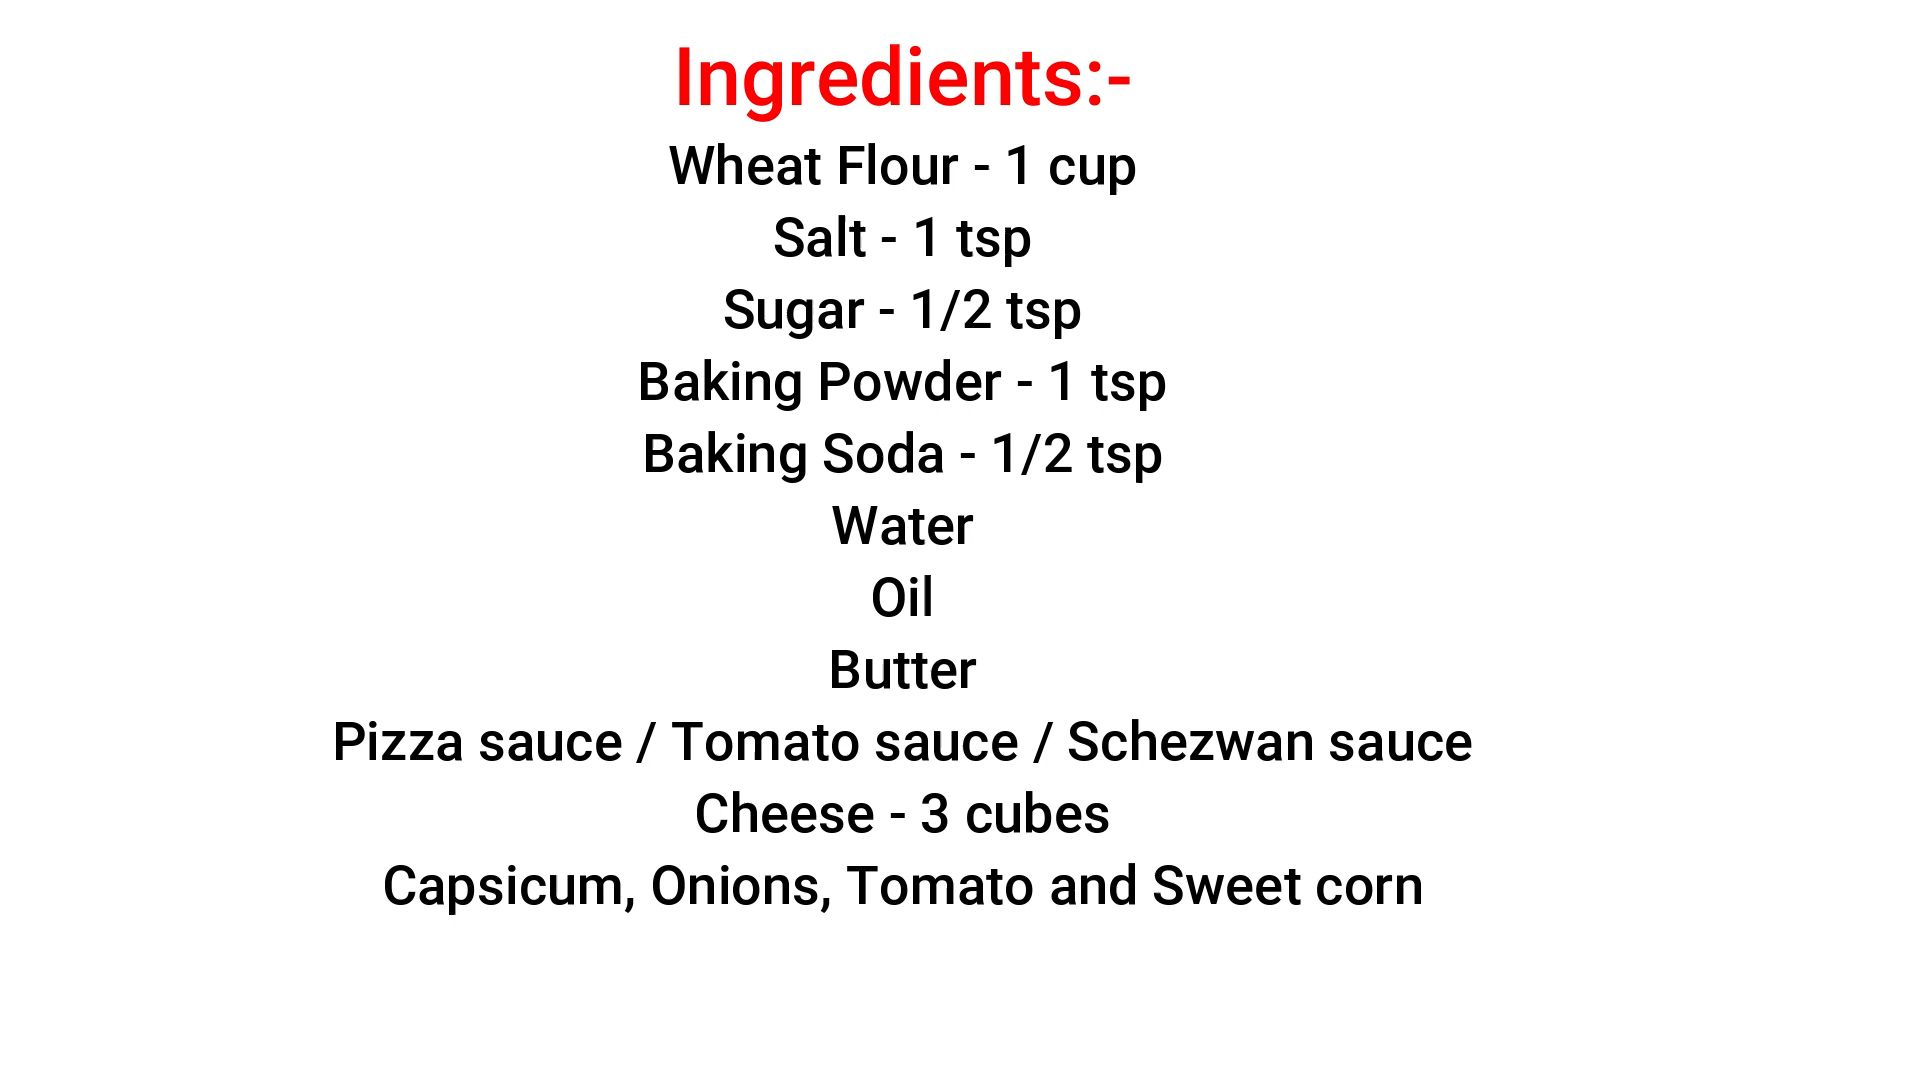 Ingredients:-
Wheat Flour - 1 cup
Salt - 1 tsp
Sugar - 1/2 tsp
Baking Powder - 1 tsp
Baking Soda - 1/2 tsp
Water
Oil
Butter
Pizza sauce / Tomato sauce / Schezwan sauce
Cheese - 3 cubes
Capsicum, Onions, Tomato and Sweet corn